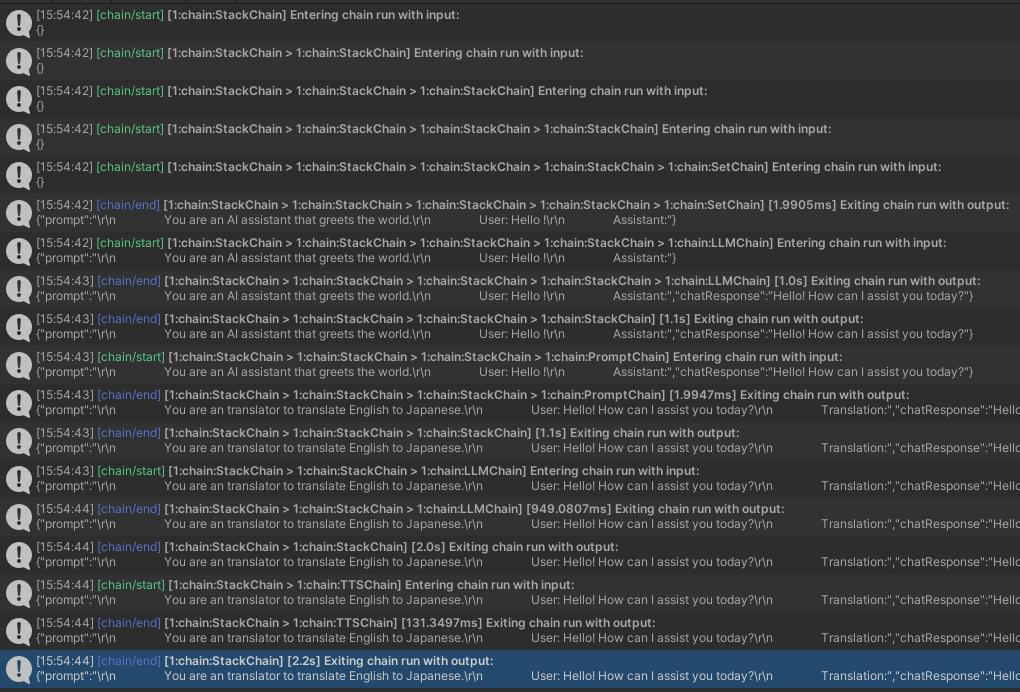 [15:54:42] [chain/start] [1:chain:StackChain] Entering chain run with input:
{}
[15:54:42] [chain/start] [1:chain:StackChain > 1:chain:StackChain] Entering chain run with input:
{}
[15:54:42] [chain/start] [1:chain:StackChain > 1:chain:StackChain > 1:chain:StackChain] Entering chain run with input:
{}
[15:54:42] [chain/start] [1:chain:StackChain > 1:chain:StackChain > 1:chain:StackChain > 1:chain:StackChain] Entering chain run with input:
{}
[15:54:42] [chain/start] [1:chain:StackChain > 1:chain:StackChain > 1:chain:StackChain > 1:chain:StackChain > 1:chain:SetChain] Entering chain run with input:
{}
[15:54:42] [chain/end] [1:chain:StackChain > 1:chain:StackChain > 1:chain:StackChain > 1:chain:StackChain > 1:chain:SetChain] [1.9905ms] Exiting chain run with output:
{"prompt":"\r\n You are an AI assistant that greets the world.\r\n User: Hello !\r\n Assistant:"}
[15:54:42] [chain/start] [1:chain:StackChain > 1:chain:StackChain > 1:chain:StackChain > 1:chain:StackChain > 1:chain:LLMChain] Entering chain run with input:
{"prompt":"\r\n You are an AI assistant that greets the world.\r\n User: Hello !\r\n Assistant:"}
[15:54:43] [chain/end] [1:chain:StackChain > 1:chain:StackChain > 1:chain:StackChain > 1:chain:StackChain > 1:chain:LLMChain] [1.0s] Exiting chain run with output:
{"prompt":"\r\n You are an AI assistant that greets the world.\r\n User: Hello !\r\n Assistant:","chatResponse":"Hello! How can I assist you today?"}
[15:54:43] [chain/end] [1:chain:StackChain > 1:chain:StackChain > 1:chain:StackChain > 1:chain:StackChain] [1.1s] Exiting chain run with output:
{"prompt":"\r\n You are an AI assistant that greets the world.\r\n User: Hello !\r\n Assistant:","chatResponse":"Hello! How can I assist you today?"}
[15:54:43] [chain/start] [1:chain:StackChain > 1:chain:StackChain > 1:chain:StackChain > 1:chain:PromptChain] Entering chain run with input:
{"prompt":"\r\n You are an AI assistant that greets the world.\r\n User: Hello !\r\n Assistant:","chatResponse":"Hello! How can I assist you today?"}
[15:54:43] [chain/end] [1:chain:StackChain > 1:chain:StackChain > 1:chain:StackChain > 1:chain:PromptChain] [1.9947ms] Exiting chain run with output:
{"prompt":"\r\n You are an translator to translate English to Japanese.\r\n User: Hello! How can I assist you today?\r\n Translation:","chatResponse":"Hello
[15:54:43] [chain/end] [1:chain:StackChain > 1:chain:StackChain > 1:chain:StackChain] [1.1s] Exiting chain run with output:
{"prompt":"\r\n You are an translator to translate English to Japanese.\r\n User: Hello! How can I assist you today?\r\n Translation:","chatResponse":"Hello
[15:54:43] [chain/start] [1:chain:StackChain > 1:chain:StackChain > 1:chain:LLMChain] Entering chain run with input:
{"prompt":"\r\n You are an translator to translate English to Japanese.\r\n User: Hello! How can I assist you today?\r\n Translation:","chatResponse":"Hello
[15:54:44] [chain/end] [1:chain:StackChain > 1:chain:StackChain > 1:chain:LLMChain] [949.0807ms] Exiting chain run with output:
{"prompt":"\r\n You are an translator to translate English to Japanese.\r\n User: Hello! How can I assist you today?\r\n Translation:","chatResponse":"Hello
[15:54:44] [chain/end] [1:chain:StackChain > 1:chain:StackChain] [2.0s] Exiting chain run with output:
{"prompt":"\r\n You are an translator to translate English to Japanese.\r\n User: Hello! How can I assist you today?\r\n Translation:","chatResponse":"Hello
[15:54:44] [chain/start] [1:chain:StackChain > 1:chain:TTSChain] Entering chain run with input:
{"prompt":"\r\n You are an translator to translate English to Japanese.\r\n User: Hello! How can I assist you today?\r\n Translation:","chatResponse":"Hello
[15:54:44] [chain/end] [1:chain:StackChain > 1:chain:TTSChain] [131.3497ms] Exiting chain run with output:
{"prompt":"\r\n You are an translator to translate English to Japanese.\r\n User: Hello! How can I assist you today?\r\n Translation:","chatResponse":"Hello
[15:54:44] [chain/end] [1:chain:StackChain] [2.2s] Exiting chain run with output:
{"prompt":"\r\n You are an translator to translate English to Japanese.\r\n User: Hello! How can I assist you today?\r\n Translation:","chatResponse":"Hello